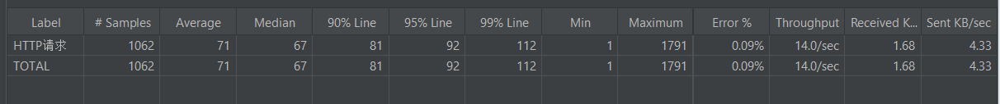 Label # Samples Average Median 90% Line 95% Line 99% Line Min Maximum Error % Throughput Received K... Sent KB/sec
HTTP请求 1062 71 67 81 92 112 1 1791 0.09% 14.0/sec 1.68 4.33
TOTAL 1062 71 67 81 92 112 1 1791 0.09% 14.0/sec 1.68 4.33